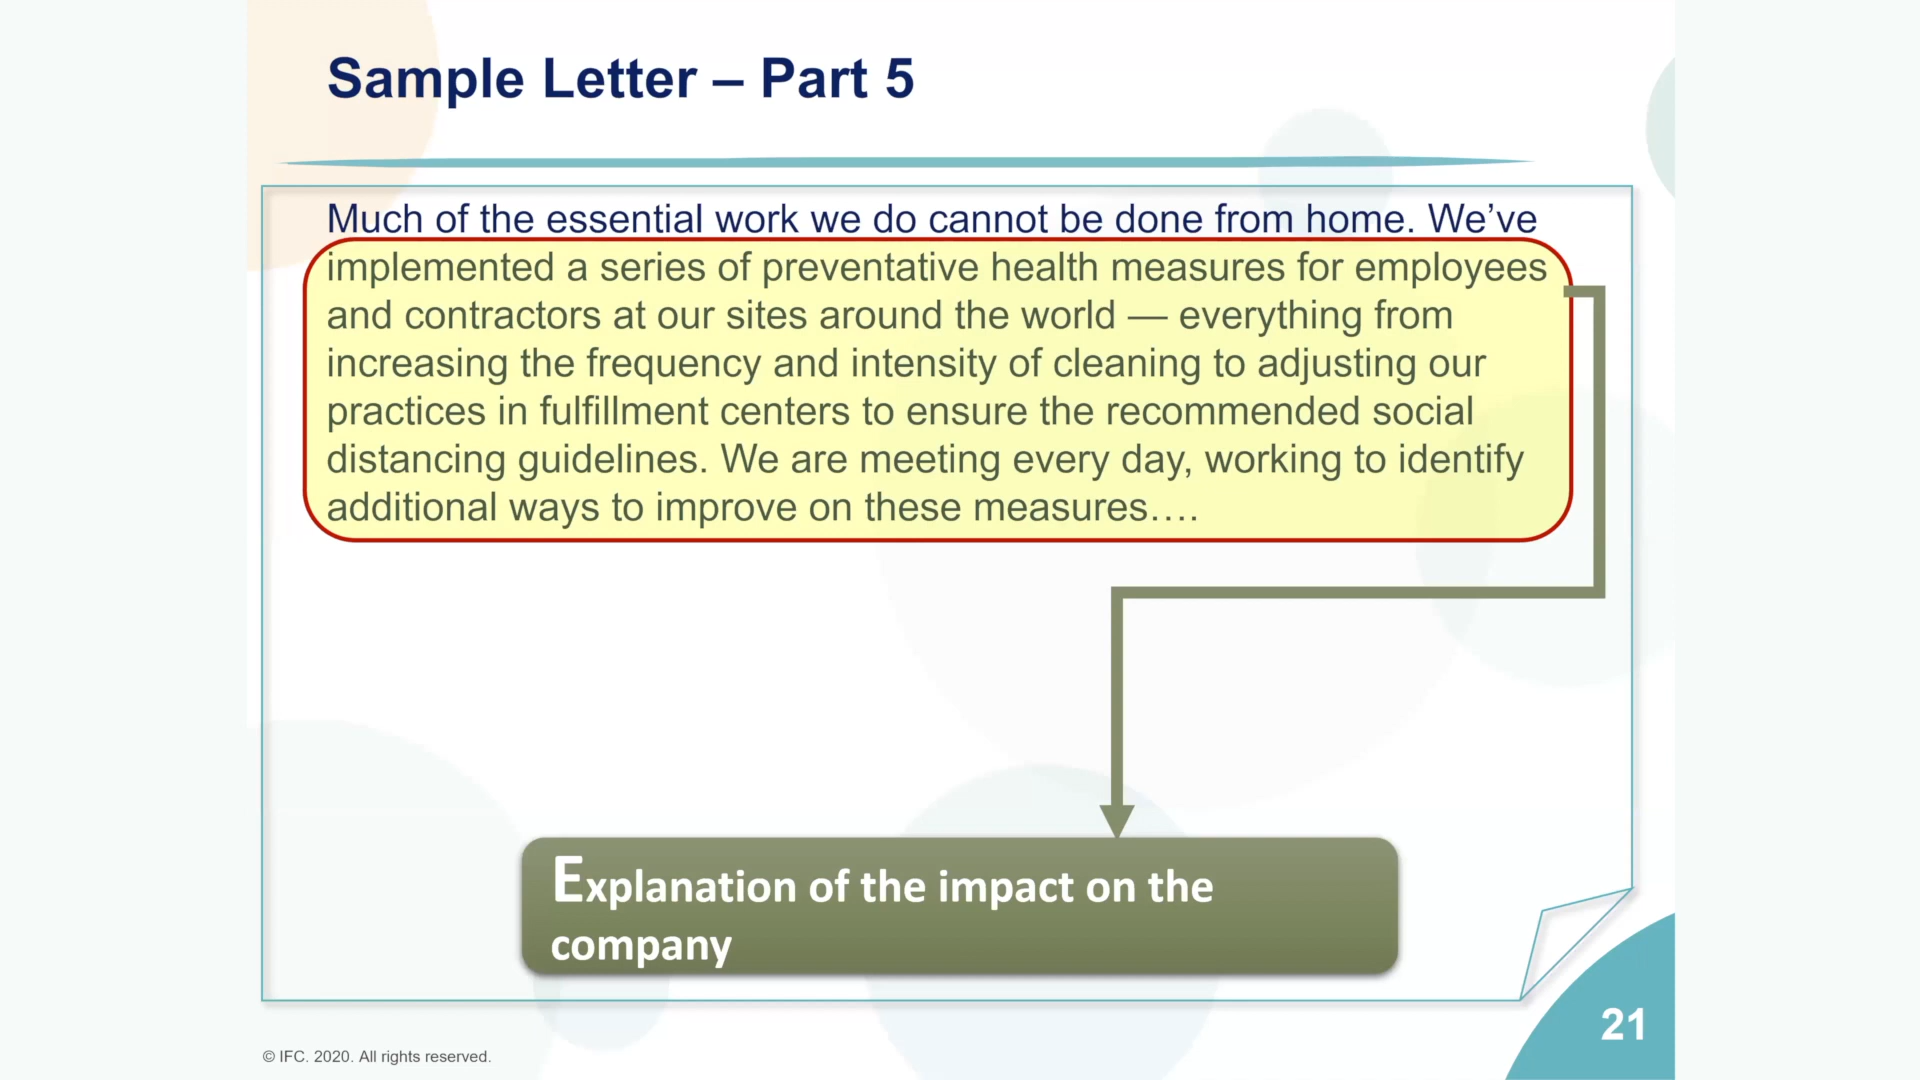 Sample Letter – Part 5
Much of the essential work we do cannot be done from home. We’ve
implemented a series of preventative health measures for employees
and contractors at our sites around the world — everything from
increasing the frequency and intensity of cleaning to adjusting our
practices in fulfillment centers to ensure the recommended social
distancing guidelines. We are meeting every day, working to identify
additional ways to improve on these measures….
Explanation of the impact on the
company
21
© IFC. 2020. All rights reserved.